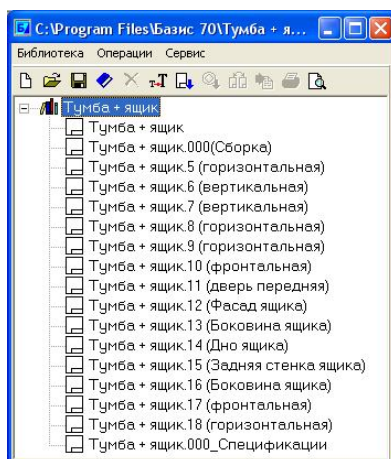 C:\Program Files\Базис 70\Тумба + я...
Библиотека Операции Сервис
Тумба + ящик
Тумба + ящик
Тумба + ящик.000(Сборка)
Тумба + ящик.5 (горизонтальная)
Тумба + ящик.6 (вертикальная)
Тумба + ящик.7 (вертикальная)
Тумба + ящик.8 (горизонтальная)
Тумба + ящик.9 (горизонтальная)
Тумба + ящик.10 (фронтальная)
Тумба + ящик.11 (дверь передняя)
Тумба + ящик.12 (Фасад ящика)
Тумба + ящик.13 (Боковина ящика)
Тумба + ящик.14 (Дно ящика)
Тумба + ящик.15 (Задняя стенка ящика)
Тумба + ящик.16 (Боковина ящика)
Тумба + ящик.17 (фронтальная)
Тумба + ящик.18 (горизонтальная)
Тумба + ящик.000_Спецификации